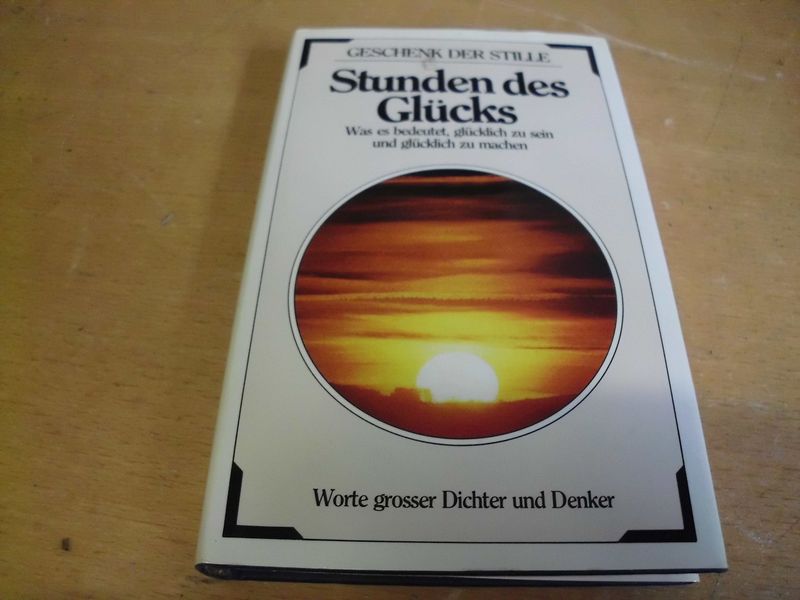 GESCHENK DER STILLE
Stunden des
Glücks
Was es bedeutet, glücklich zu sein
und glücklich zu machen
Worte grosser Dichter und Denker